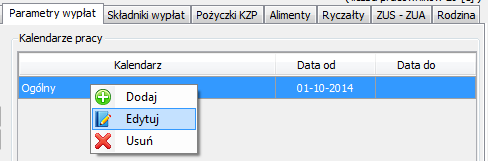 Parametry wypłat Składniki wypłat Pożyczki KZP Alimenty Ryczałty ZUS - ZUA Rodzina
Kalendarze pracy
Kalendarz Data od Data do
Ogólny 01-10-2014
Dodaj
Edytuj
Usuń